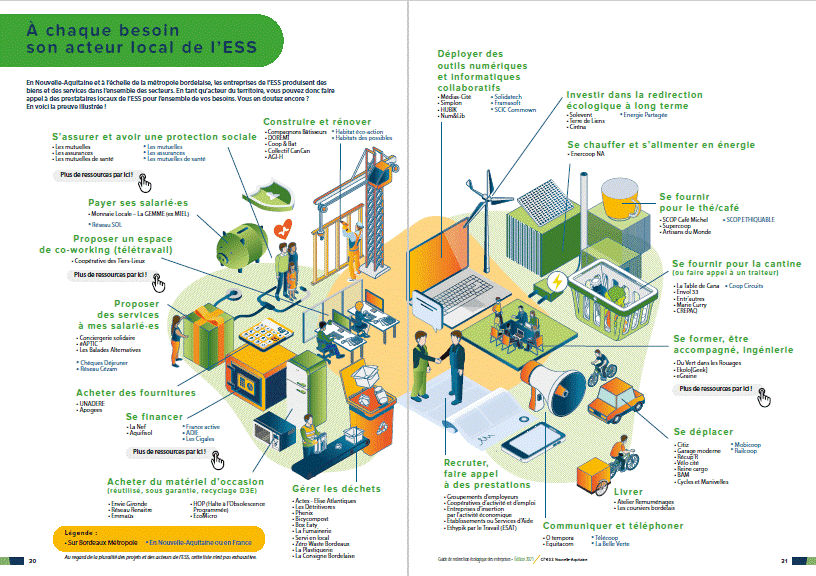 À chaque besoin
son acteur local de l'ESS
En Nouvelle-Aquitaine et à l'échelle de la métropole bordelaise, les entreprises de l'ESS produisent des
biens et des services dans l'ensemble des secteurs. En tant qu'acteur du territoire, vous pouvez donc faire
appel à des prestataires locaux de l'ESS pour l'ensemble de vos besoins. Vous en doutez encore ?
En voici la preuve illustrée !
Construire et rénover
• Compagnons Bâtisseurs
• DOREMI
• Coop & Bat
• Collectif CanCan
• AGI-H
• Habitat éco-action
• Habitats des possibles
S'assurer et avoir une protection sociale
• Les mutuelles
• Les assurances
• Les mutuelles de santé
• Les mutuelles
• Les assurances
• Les mutuelles de santé
Plus de ressources par ici !
Payer ses salarié·es
• Monnaie Locale – La GEMME (ex MIEL)
• Réseau SOL
Proposer un espace
de co-working (télétravail)
• Coopérative des Tiers-Lieux
Plus de ressources par ici !
Proposer
des services
à mes salarié·es
• Conciergerie solidaire
• eAPTIC
• Les Balades Alternatives
• Chèques Déjeuner
• Réseau Cézam
Acheter des fournitures
• UNADERE
• Apogees
Se financer
• La Nef
• Aquifisol
• France active
• ADIE
• Les Cigales
Plus de ressources par ici !
Acheter du matériel d'occasion
(réutilisé, sous garantie, recyclage D3E)
• Envie Gironde
• Réseau Renaitre
• Emmaüs
• HOP (Halte à l'Obsolescence
Programmée)
• EcoMicro
Gérer les déchets
• Actes - Elise Atlantiques
• Les Détritivores
• Phenix
• Bicycompost
• Box Eaty
• La Fumainerie
• Servi en local
• Zéro Waste Bordeaux
• La Plastiquerie
• La Consigne Bordelaise
Légende :
• Sur Bordeaux Métropole
• En Nouvelle-Aquitaine ou en France
Au regard de la pluralité des projets et des acteurs de l'ESS, cette liste n'est pas exhaustive.
20
Déployer des
outils numériques
et informatiques
collaboratifs
• Médias-Cité
• Simplon
• HUBIK
• Num&Lib
• Solidatech
• Framasoft
• SCIC Commown
Investir dans la redirection
écologique à long terme
• Solevent
• Terre de Liens
• Cirena
• Energie Partagée
Se chauffer et s'alimenter en énergie
• Enercoop NA
Se fournir
pour le thé/café
• SCOP Café Michel
• Supercoop
• Artisans du Monde
• SCOP ETHIQUABLE
Se fournir pour la cantine
(ou faire appel à un traiteur)
• La Table de Cana
• Envol 33
• Entr'autres
• Marie Curry
• CREPAQ
• Coop Circuits
Se former, être
accompagné, ingénierie
• Du Vert dans les Rouages
• Ekolo[Geek]
• eGraine
Plus de ressources par ici !
Se déplacer
• Citiz
• Garage moderne
• Récup'R
• Vélo cité
• Reine cargo
• BAM
• Cycles et Manivelles
• Mobicoop
• Railcoop
Livrer
• Atelier Remuménages
• Les coursiers bordelais
Recruter,
faire appel
à des prestations
• Groupements d'employeurs
• Coopératives d'activité et d'emploi
• Entreprises d'insertion
par l'activité économique
• Etablissements ou Services d'Aide
• Ethypik par le Travail (ESAT)
Communiquer et téléphoner
• O tempora
• Equitacom
• Télécoop
• La Belle Verte
Guide de redirection écologique des entreprises - Édition 2021
21